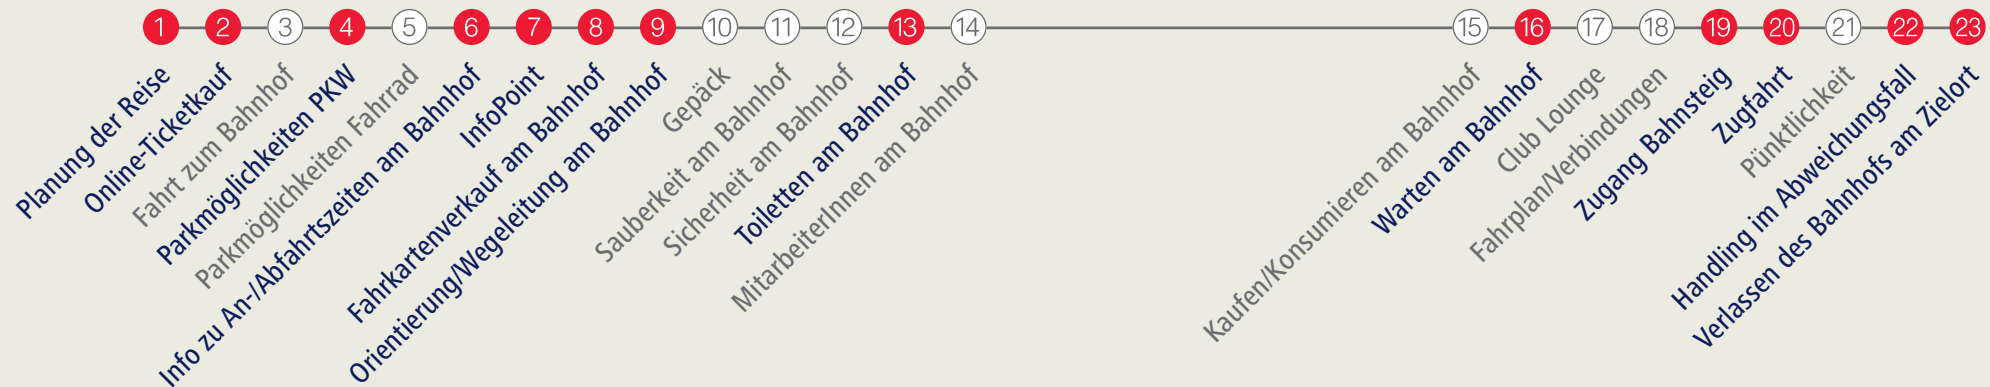 1 2 3 4 5 6 7 8 9 10 11 12 13 14 15 16 17 18 19 20 21 22 23
Planung der Reise
Online-Ticketkauf
Fahrt zum Bahnhof
Parkmöglichkeiten PKW
Parkmöglichkeiten Fahrrad
Info zu An-/Abfahrtszeiten am Bahnhof
InfoPoint
Fahrkartenverkauf am Bahnhof
Orientierung/Wegeleitung am Bahnhof
Gepäck
Sauberkeit am Bahnhof
Sicherheit am Bahnhof
Toiletten am Bahnhof
MitarbeiterInnen am Bahnhof
Kaufen/Konsumieren am Bahnhof
Warten am Bahnhof
Club Lounge
Fahrplan/Verbindungen
Zugang Bahnsteig
Zugfahrt
Pünktlichkeit
Handling im Abweichungsfall
Verlassen des Bahnhofs am Zielort